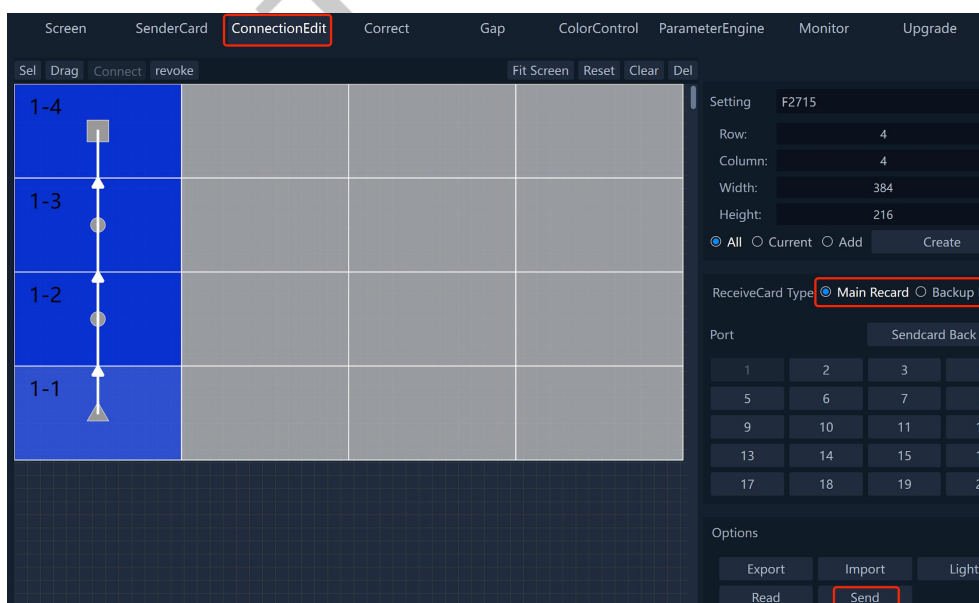 Screen SenderCard ConnectionEdit Correct Gap ColorControl ParameterEngine Monitor Upgrade
Sel Drag Connect revoke Fit Screen Reset Clear Del
1-4
1-3
1-2
1-1
Setting F2715
Row: 4
Column: 4
Width: 384
Height: 216
All Current Add Create
ReceiveCard Type Main Recard Backup
Port Sendcard Back
1 2 3
5 6 7
9 10 11
13 14 15
17 18 19
Options
Export Import Light
Read Send